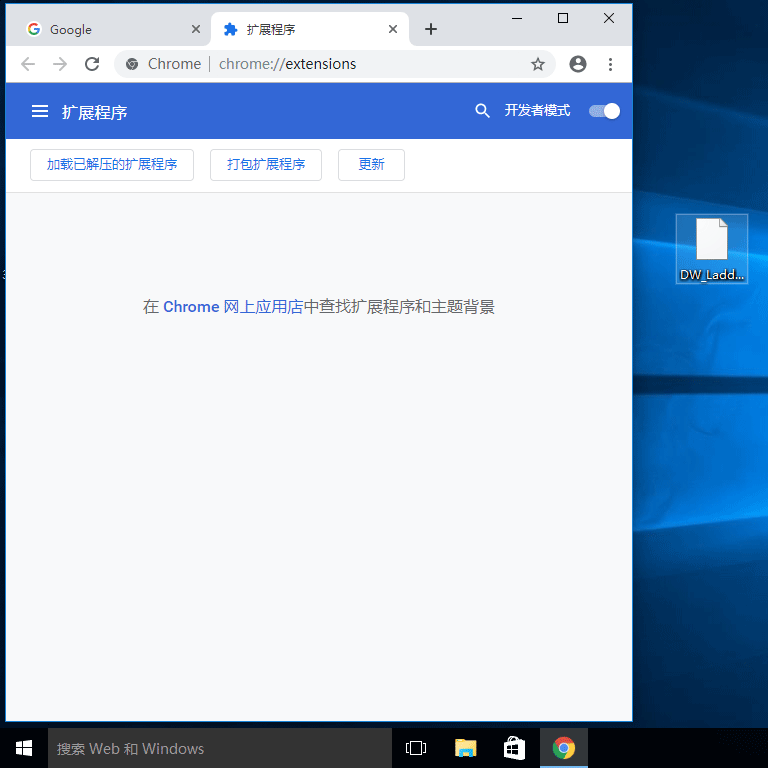 Google
扩展程序
Chrome | chrome://extensions
扩展程序
开发者模式
加载已解压的扩展程序
打包扩展程序
更新
在 Chrome 网上应用店中查找扩展程序和主题背景
DW_Ladd...
搜索 Web 和 Windows